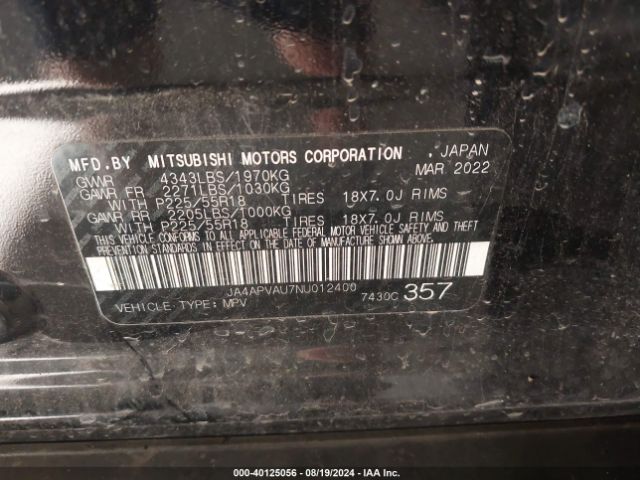 MFD.BY MITSUBISHI MOTORS CORPORATION , JAPAN
GVWR 4343LBS/1970KG MAR 2022
GAWR FR 2271LBS/1030KG
WITH P225/55R18 TIRES 18X7.0J RIMS
GAWR RR 2205LBS/1000KG
WITH P225/55R18 TIRES 18X7.0J RIMS
THIS VEHICLE CONFORMS TO ALL APPLICABLE FEDERAL MOTOR VEHICLE SAFETY AND THEFT
PREVENTION STANDARDS IN EFFECT ON THE DATE OF MANUFACTURE SHOWN ABOVE.
JA4APVAU7NU012400
VEHICLE TYPE: MPV 7430C 357
000-40125056 - 08/19/2024 - IAA Inc.